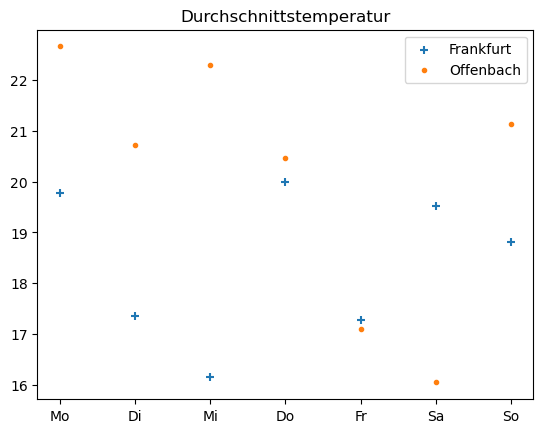 Durchschnittstemperatur
Frankfurt
Offenbach
22
21
20
19
18
17
16
Mo Di Mi Do Fr Sa So